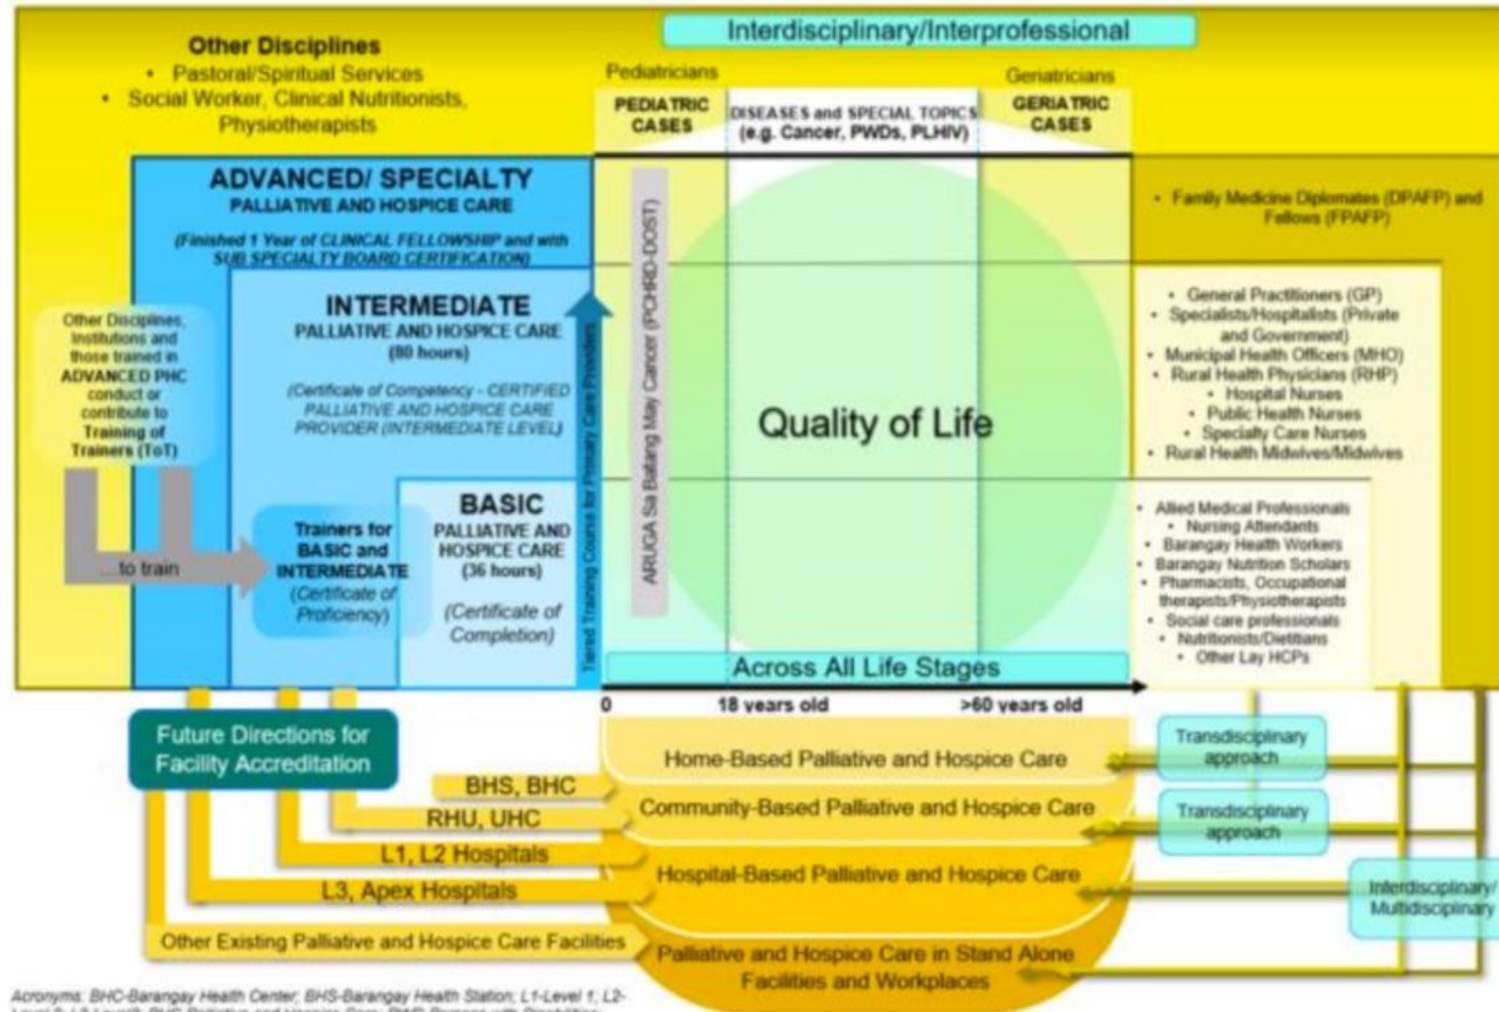 Interdisciplinary/Interprofessional
Other Disciplines
• Pastoral/Spiritual Services
• Social Worker, Clinical Nutritionists,
Physiotherapists
Pediatricians
PEDIATRIC
CASES
DISEASES and SPECIAL TOPICS
(e.g. Cancer, PWDs, PLHIV)
Geriatricians
GERIATRIC
CASES
ADVANCED/ SPECIALTY
PALLIATIVE AND HOSPICE CARE
(Finished 1 Year of CLINICAL FELLOWSHIP and with
SUB SPECIALTY BOARD CERTIFICATION)
• Family Medicine Diplomates (DPAFP) and
Fellows (FPAFP)
Other Disciplines,
Institutions and
those trained in
ADVANCED PHC
conduct or
contribute to
Training of
Trainers (ToT)
...to train
INTERMEDIATE
PALLIATIVE AND HOSPICE CARE
(80 hours)
(Certificate of Competency - CERTIFIED
PALLIATIVE AND HOSPICE CARE
PROVIDER (INTERMEDIATE LEVEL)
Trainers for
BASIC and
INTERMEDIATE
(Certificate of
Proficiency)
BASIC
PALLIATIVE AND
HOSPICE CARE
(36 hours)
(Certificate of
Completion)
Tiered Training Course for Primary Care Providers
ARUGA Sa Batang May Cancer (PCHRD-DOST)
Quality of Life
• General Practitioners (GP)
• Specialists/Hospitalists (Private
and Government)
• Municipal Health Officers (MHO)
• Rural Health Physicians (RHP)
• Hospital Nurses
• Public Health Nurses
• Specialty Care Nurses
• Rural Health Midwives/Midwives
• Allied Medical Professionals
• Nursing Attendants
• Barangay Health Workers
• Barangay Nutrition Scholars
• Pharmacists, Occupational
therapists/Physiotherapists
• Social care professionals
• Nutritionists/Dietitians
• Other Lay HCPs
Across All Life Stages
0
18 years old
>60 years old
Future Directions for
Facility Accreditation
BHS, BHC
RHU, UHC
L1, L2 Hospitals
L3, Apex Hospitals
Other Existing Palliative and Hospice Care Facilities
Home-Based Palliative and Hospice Care
Community-Based Palliative and Hospice Care
Hospital-Based Palliative and Hospice Care
Palliative and Hospice Care in Stand Alone
Facilities and Workplaces
Transdisciplinary
approach
Transdisciplinary
approach
Interdisciplinary/
Multidisciplinary
Acronyms: BHC-Barangay Health Center; BHS-Barangay Health Station; L1-Level 1; L2-